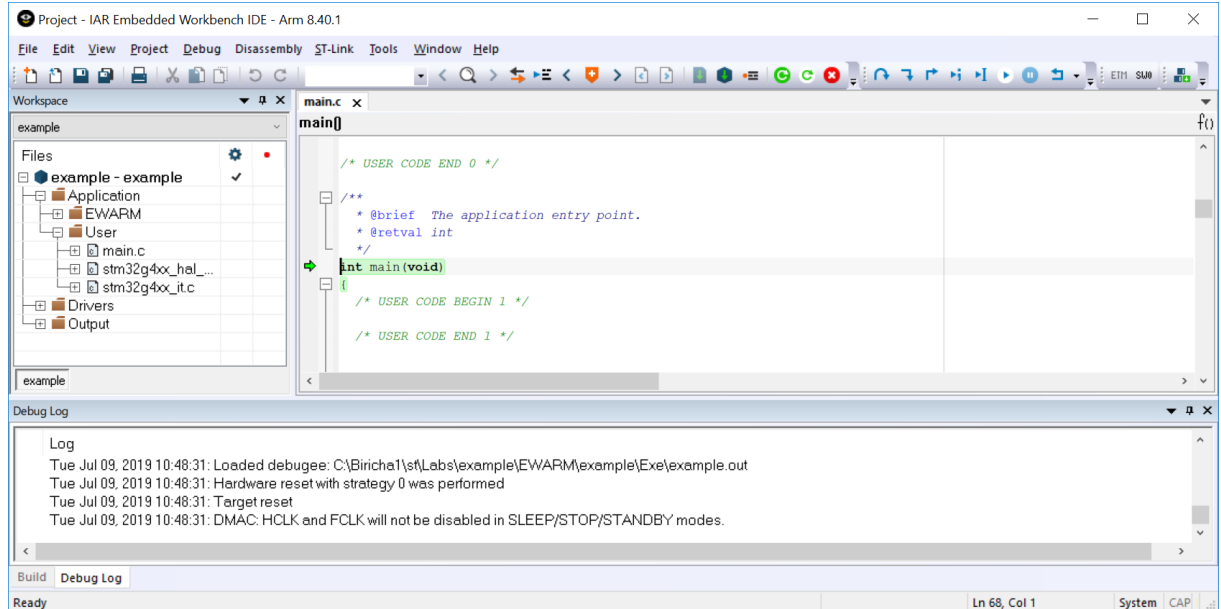 Project - IAR Embedded Workbench IDE - Arm 8.40.1
File Edit View Project Debug Disassembly ST-Link Tools Window Help
ETM SWO
Workspace
example
Files
example - example
Application
EWARM
User
main.c
stm32g4xx_hal_...
stm32g4xx_it.c
Drivers
Output
example
main.c
main()
f()
/* USER CODE END 0 */
/**
* @brief The application entry point.
* @retval int
*/
int main(void)
{
/* USER CODE BEGIN 1 */
/* USER CODE END 1 */
Debug Log
Log
Tue Jul 09, 2019 10:48:31: Loaded debugee: C:\Biricha1\st\Labs\example\EWARM\example\Exe\example.out
Tue Jul 09, 2019 10:48:31: Hardware reset with strategy 0 was performed
Tue Jul 09, 2019 10:48:31: Target reset
Tue Jul 09, 2019 10:48:31: DMAC: HCLK and FCLK will not be disabled in SLEEP/STOP/STANDBY modes.
Build Debug Log
Ready Ln 68, Col 1 System CAP